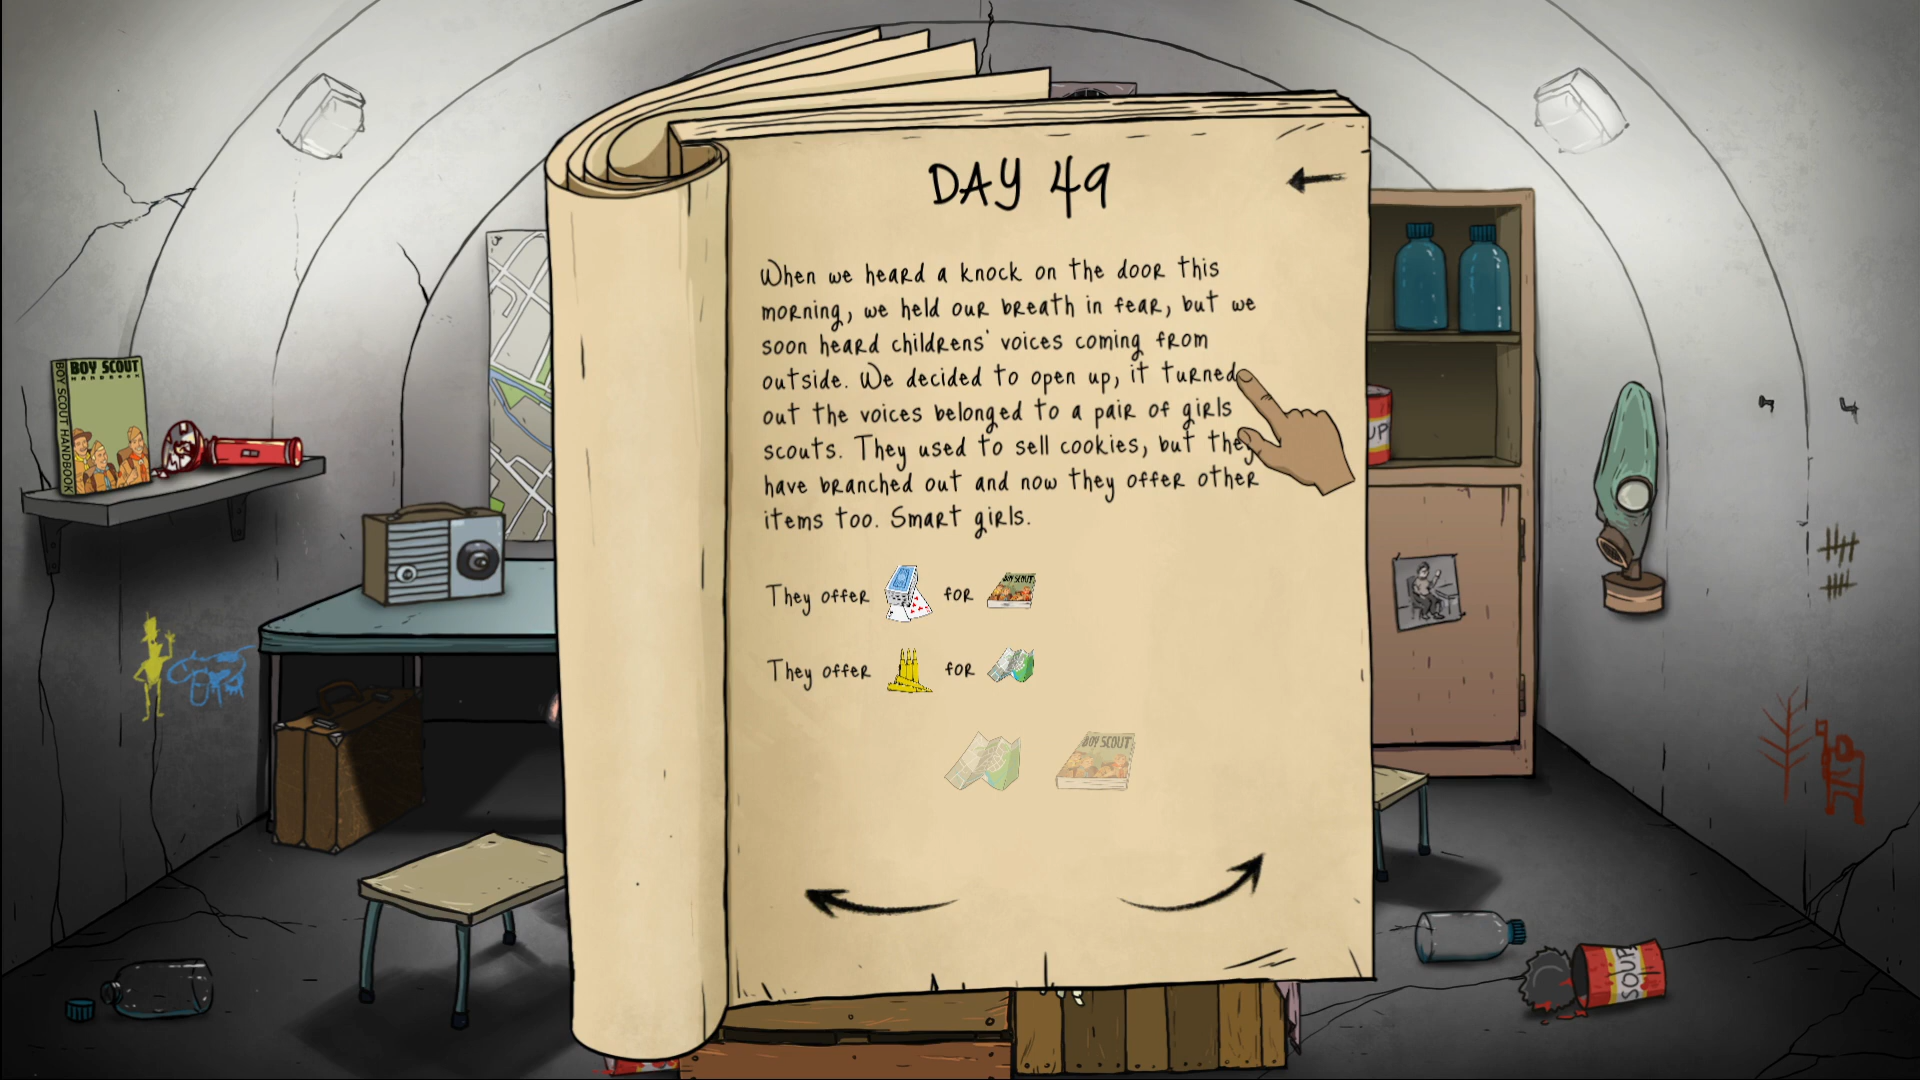 DAY 49
When we heard a knock on the door this
morning, we held our breath in fear, but we
soon heard childrens' voices coming from
outside. We decided to open up, it turned
out the voices belonged to a pair of girls
scouts. They used to sell cookies, but they
have branched out and now they offer other
items too. Smart girls.
They offer for
BOY SCOUT
They offer for
BOY SCOUT
BOY SCOUT
HANDBOOK
BOY SCOUT HANDBOOK
SOUP